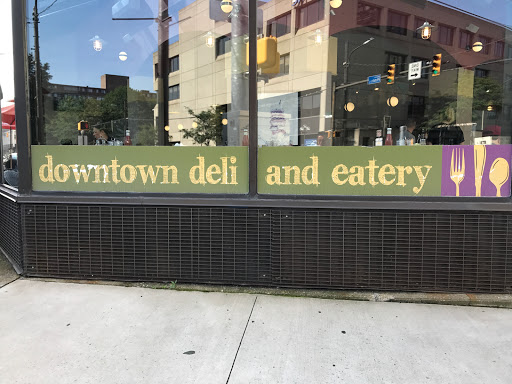 downtown deli and eatery